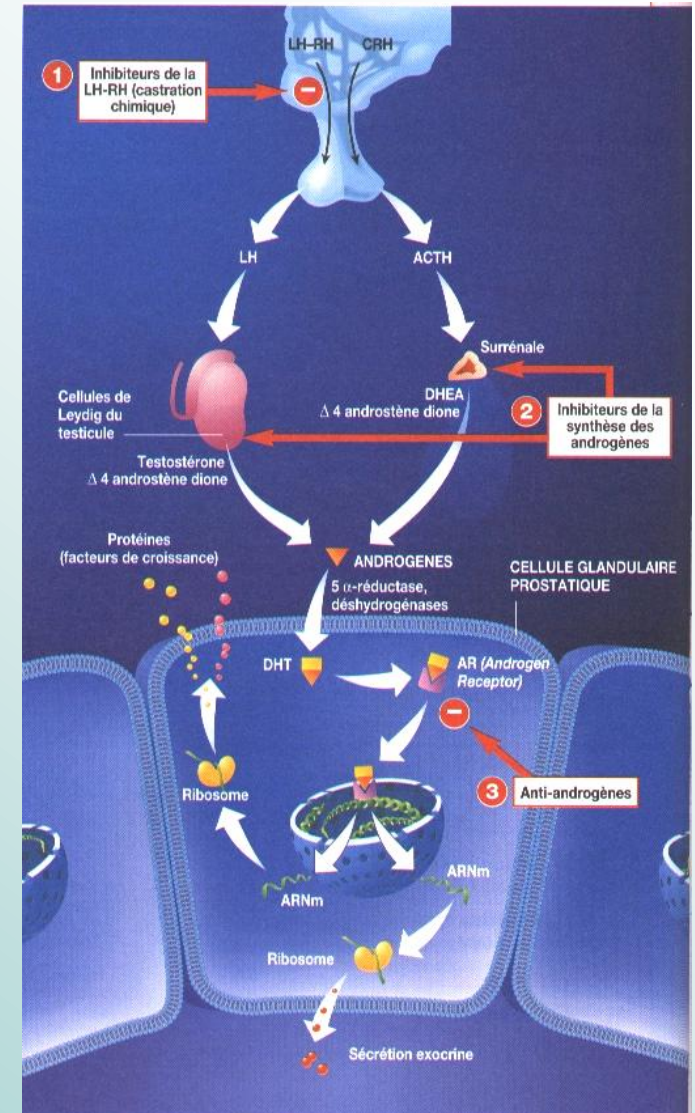 LH–RH
CRH
1
Inhibiteurs de la
LH-RH (castration
chimique)
–
LH
ACTH
Surrénale
Cellules de
Leydig du
testicule
DHEA
Δ 4 androstène dione
2
Inhibiteurs de la
synthèse des
androgènes
Testostérone
Δ 4 androstène dione
Protéines
(facteurs de croissance)
ANDROGENES
CELLULE GLANDULAIRE
PROSTATIQUE
5 α-réductase,
déshydrogénases
DHT
AR (Androgen
Receptor)
–
3
Anti-androgènes
Ribosome
ARNm
ARNm
Ribosome
Sécrétion exocrine